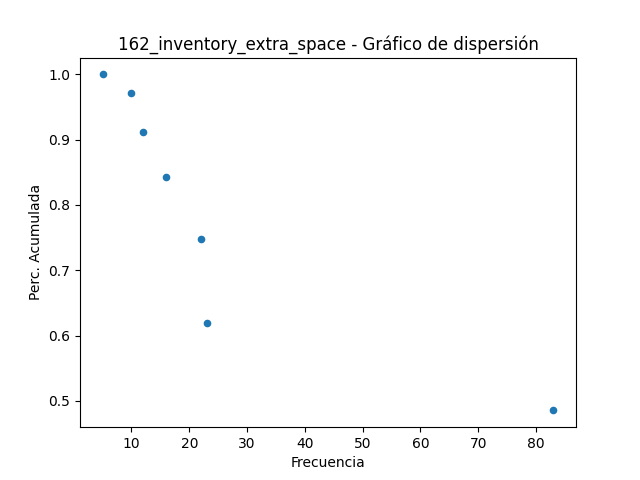 162_inventory_extra_space - Gráfico de dispersión
1.0
0.9
0.8
0.7
0.6
0.5
Perc. Acumulada
10 20 30 40 50 60 70 80
Frecuencia